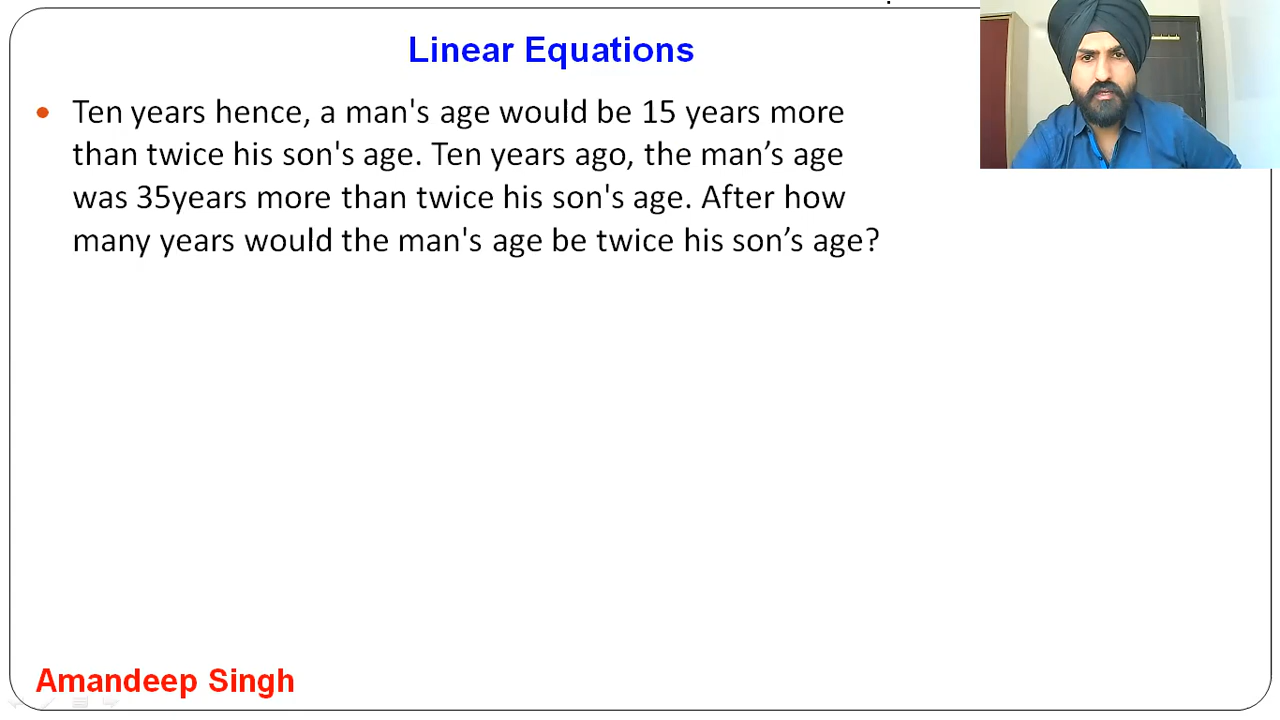 Linear Equations
Ten years hence, a man's age would be 15 years more
than twice his son's age. Ten years ago, the man’s age
was 35years more than twice his son's age. After how
many years would the man's age be twice his son’s age?
Amandeep Singh